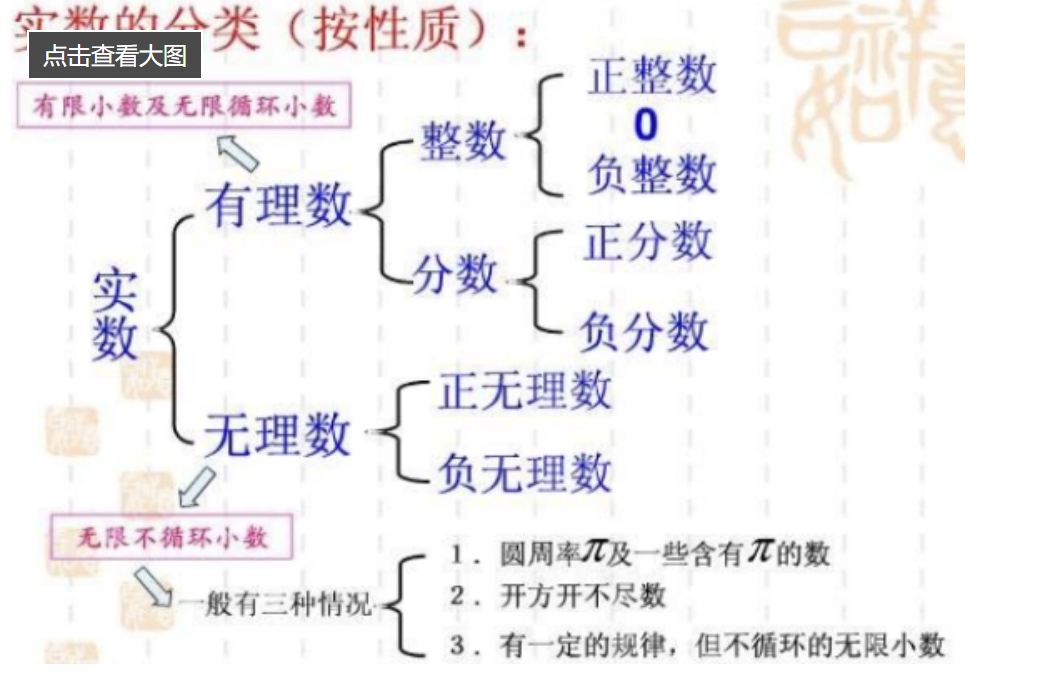 实数的分类（按性质）：
点击查看大图
有限小数及无限循环小数
正整数
整数
0
负整数
有理数
正分数
分数
负分数
实数
正无理数
无理数
负无理数
无限不循环小数
一般有三种情况
1．圆周率π及一些含有π的数
2．开方开不尽数
3．有一定的规律，但不循环的无限小数